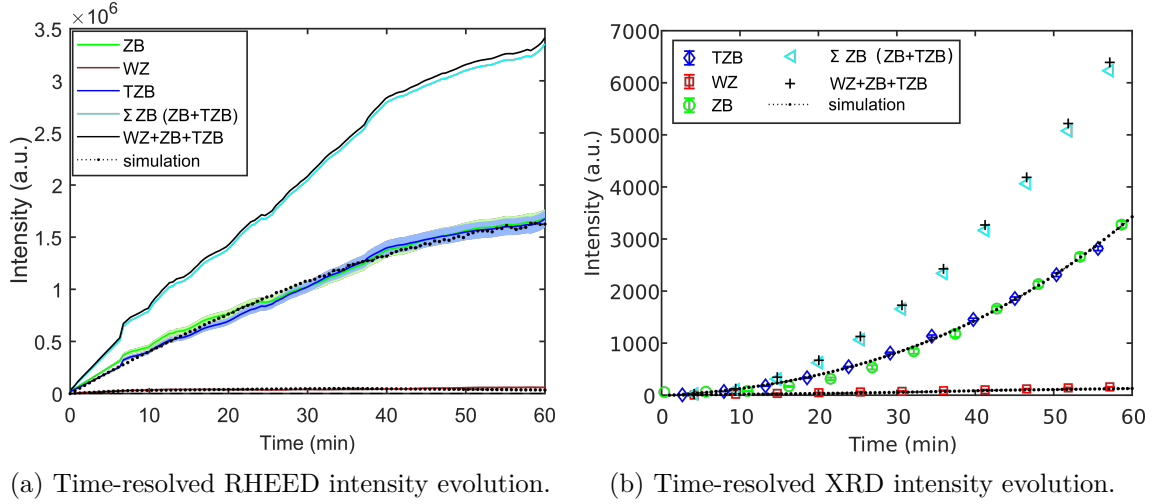 ×10⁶
3.5
3
2.5
2
1.5
1
0.5
0
Intensity (a.u.)
ZB
WZ
TZB
Σ ZB (ZB+TZB)
WZ+ZB+TZB
simulation
0 10 20 30 40 50 60
Time (min)
(a) Time-resolved RHEED intensity evolution.
7000
6000
5000
4000
3000
2000
1000
0
Intensity (a.u.)
TZB Σ ZB (ZB+TZB)
WZ WZ+ZB+TZB
ZB simulation
0 10 20 30 40 50 60
Time (min)
(b) Time-resolved XRD intensity evolution.